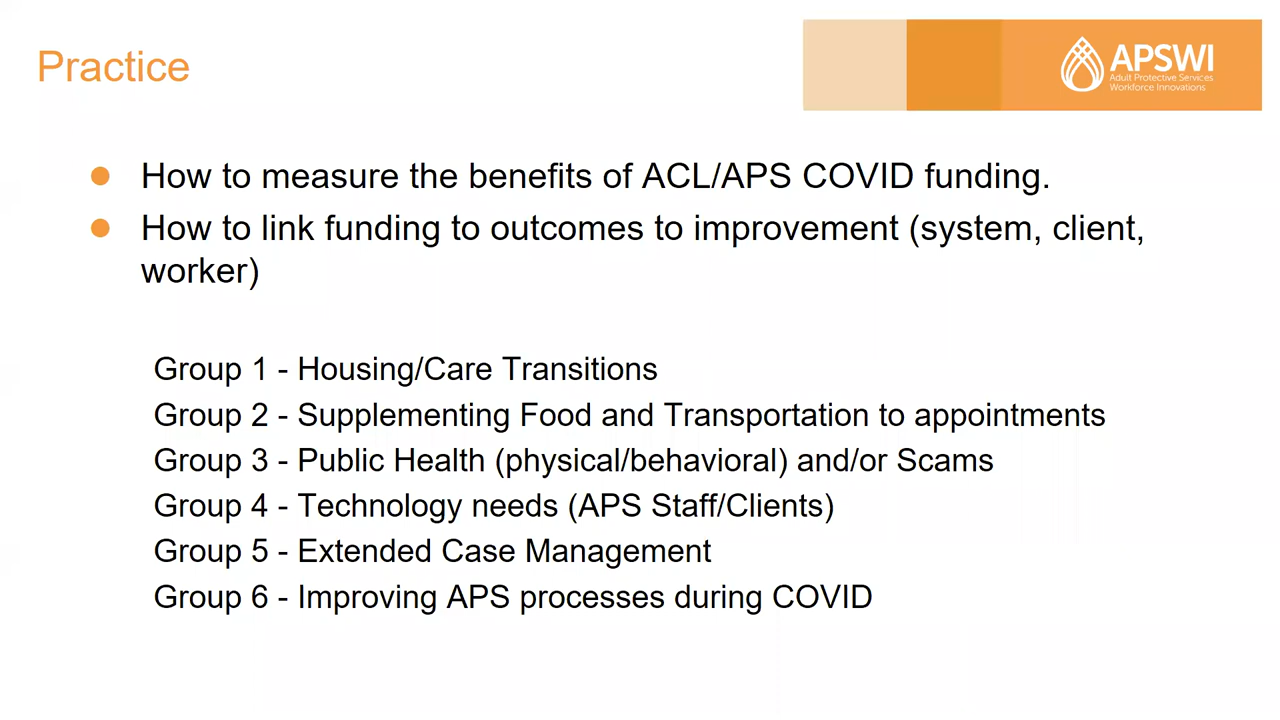 Practice
APSWI
Adult Protective Services
Workforce Innovations
How to measure the benefits of ACL/APS COVID funding.
How to link funding to outcomes to improvement (system, client,
worker)
Group 1 - Housing/Care Transitions
Group 2 - Supplementing Food and Transportation to appointments
Group 3 - Public Health (physical/behavioral) and/or Scams
Group 4 - Technology needs (APS Staff/Clients)
Group 5 - Extended Case Management
Group 6 - Improving APS processes during COVID